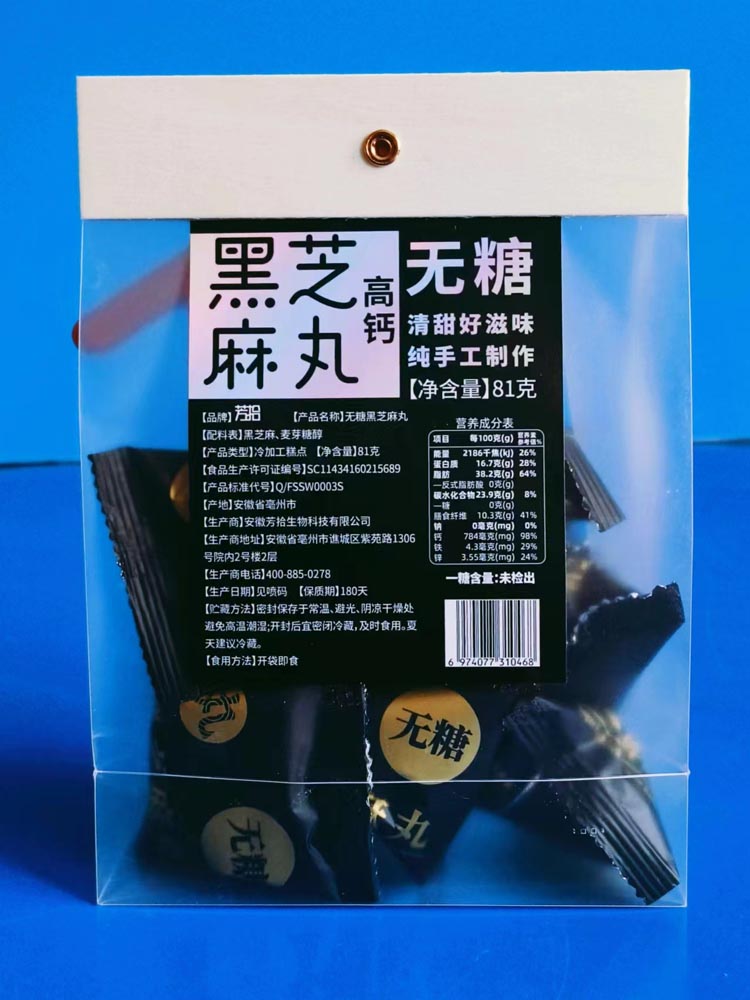 黑芝
麻丸
高钙
无糖
清甜好滋味
纯手工制作
【净含量】81克
【品牌】芳拾 【产品名称】无糖黑芝麻丸
【配料表】黑芝麻、麦芽糖醇
【产品类型】冷加工糕点 【净含量】81克
【食品生产许可证编号】SC11434160215689
【产品标准代号】Q/FSSW0003S
【产地】安徽省亳州市
【生产商】安徽芳拾生物科技有限公司
【生产商地址】安徽省亳州市谯城区紫苑路1306
号院内2号楼2层
【生产商电话】400-885-0278
【生产日期】见喷码 【保质期】180天
【贮藏方法】密封保存于常温、避光、阴凉干燥处
避免高温潮湿;开封后宜密闭冷藏,及时食用。夏
天建议冷藏。
【食用方法】开袋即食
营养成分表
项目 每100克(g) 营养素参考值%
能量 2186千焦(kj) 26%
蛋白质 16.7克(g) 28%
脂肪 38.2克(g) 64%
—反式脂肪酸 0克(g)
碳水化合物 23.9克(g) 8%
—糖 0克(g)
膳食纤维 10.3克(g) 41%
钠 0毫克(mg) 0%
钙 784毫克(mg) 98%
铁 4.3毫克(mg) 29%
锌 3.55毫克(mg) 24%
—糖含量:未检出
6 974077 310468
丸
无糖
无糖
丸